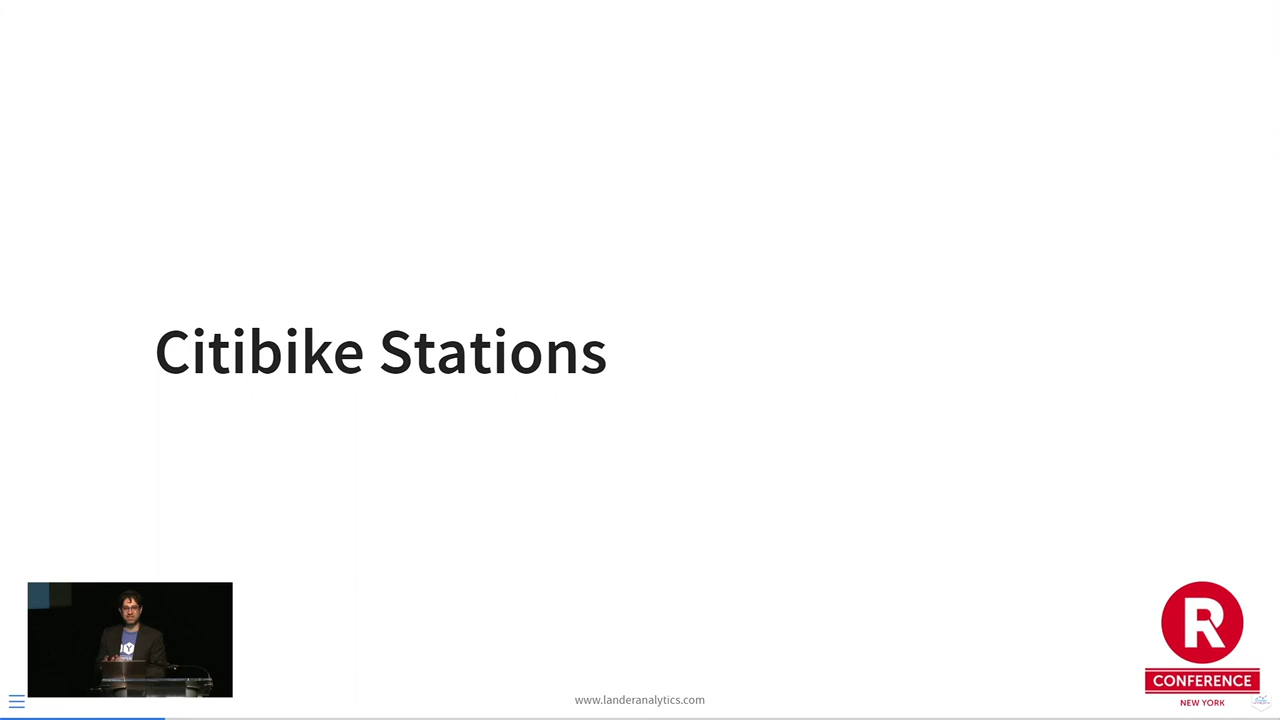 Citibike Stations
www.landeranalytics.com
R
CONFERENCE
NEW YORK